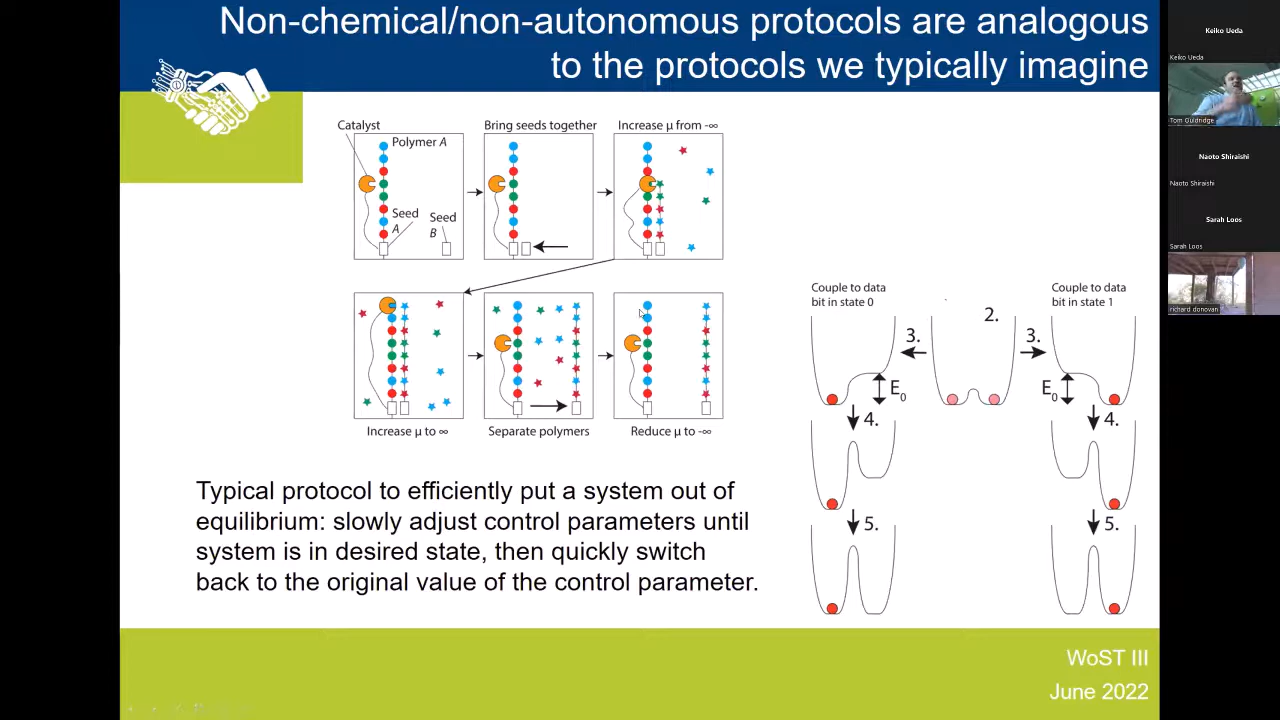 Non-chemical/non-autonomous protocols are analogous
to the protocols we typically imagine
Catalyst
Polymer A
Seed
A
Seed
B
Bring seeds together
Increase μ from -∞
Increase μ to ∞
Separate polymers
Reduce μ to -∞
Couple to data
bit in state 0
2.
Couple to data
bit in state 1
3.
3.
E0
E0
4.
4.
5.
5.
Typical protocol to efficiently put a system out of
equilibrium: slowly adjust control parameters until
system is in desired state, then quickly switch
back to the original value of the control parameter.
WoST III
June 2022
Keiko Ueda
Keiko Ueda
Tom Ouldridge
Naoto Shiraishi
Naoto Shiraishi
Sarah Loos
Sarah Loos
richard donovan